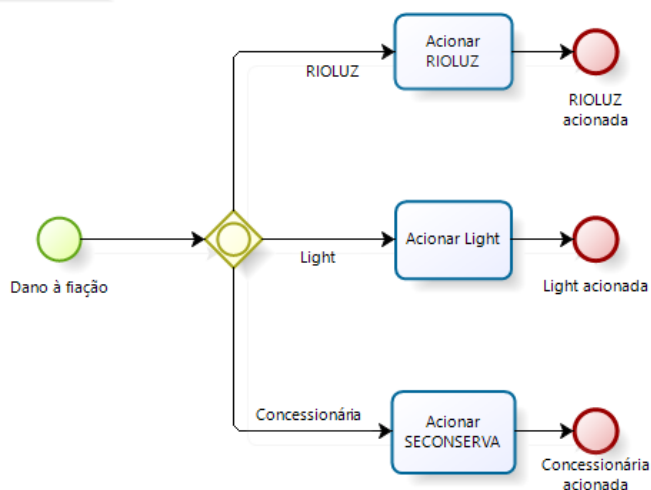 Acionar
RIOLUZ
RIOLUZ
RIOLUZ
acionada
Dano à fiação
Light
Acionar Light
Light acionada
Concessionária
Acionar
SECONSERVA
Concessionária
acionada